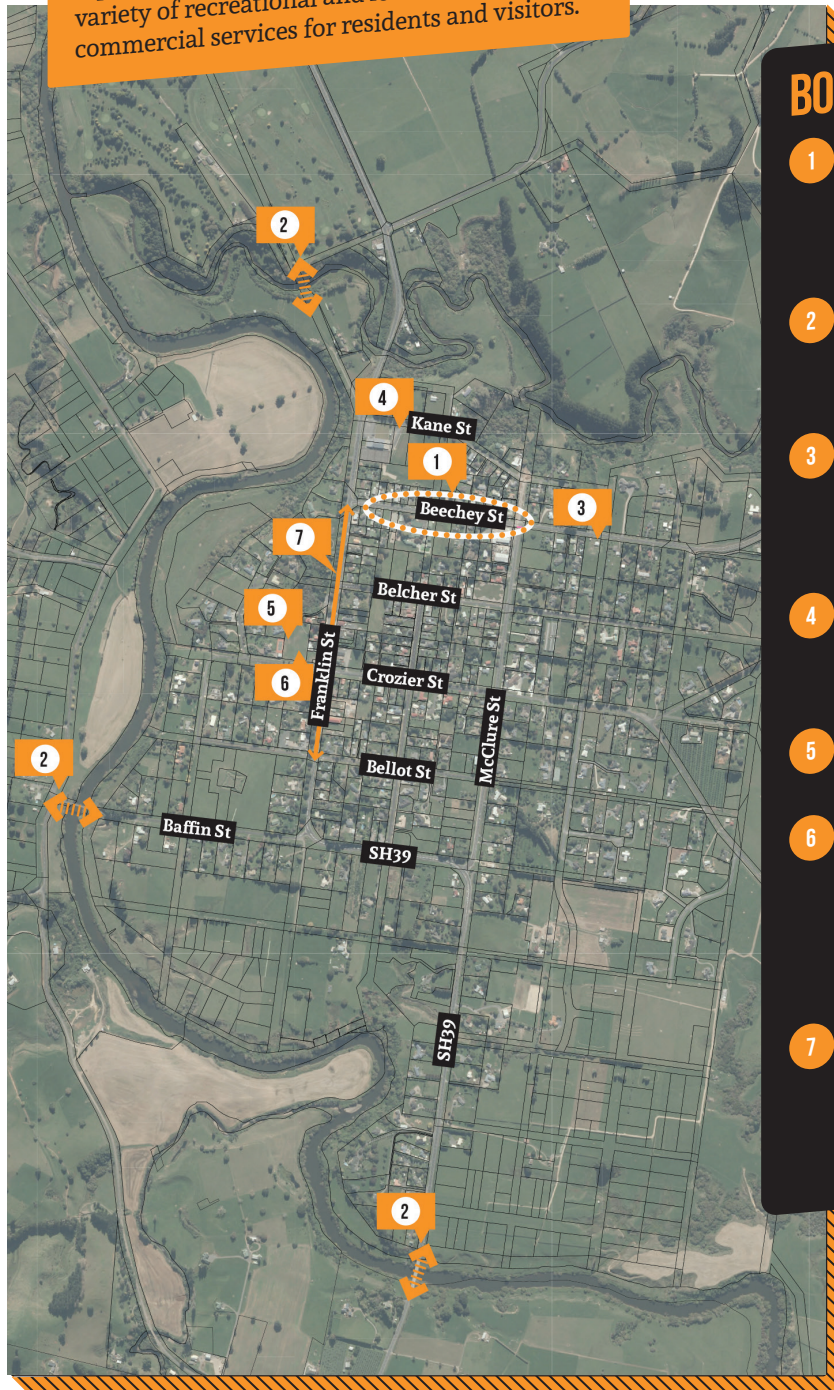 variety of recreational and
commercial services for residents and visitors.
BO
1
2
3
4
5
6
7
2
4
Kane St
1
Beechey St
3
7
Belcher St
5
Franklin St
Crozier St
6
McClure St
Bellot St
2
Baffin St
SH39
SH39
2